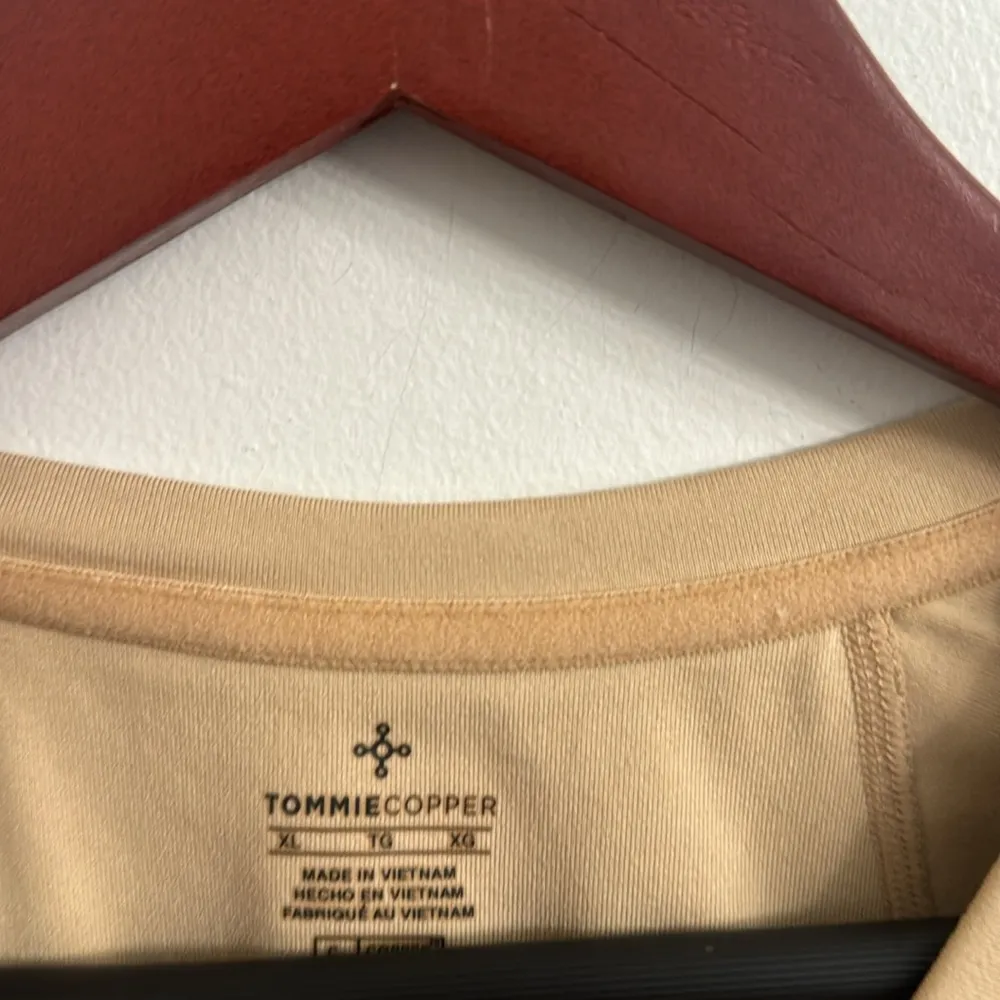 TOMMIECOPPER
XL TG XG
MADE IN VIETNAM
HECHO EN VIETNAM
FABRIQUÉ AU VIETNAM